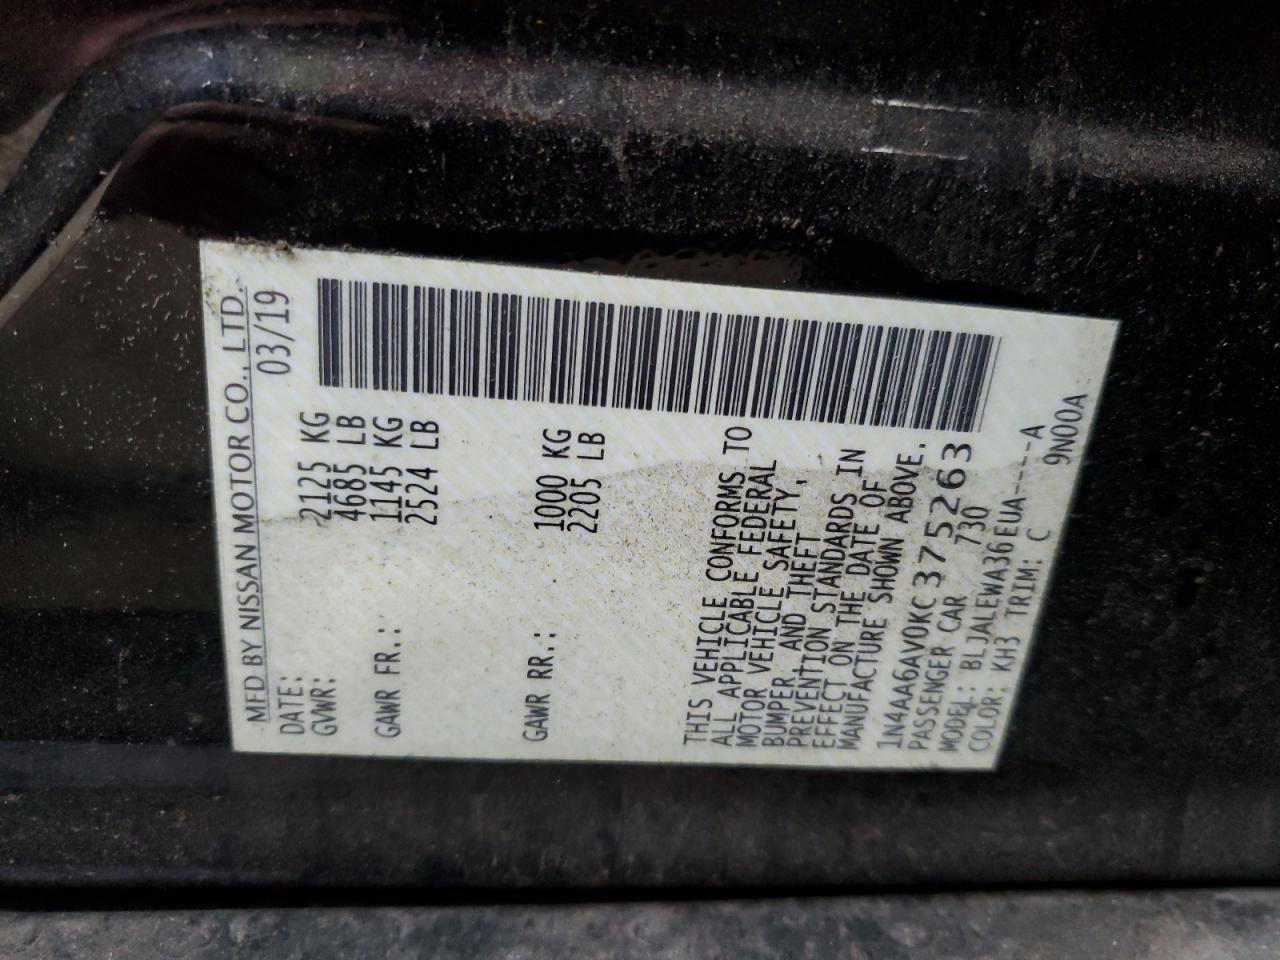 MFD BY NISSAN MOTOR CO., LTD.
DATE: 03/19
GVWR: 2125 KG
4685 LB
GAWR FR.: 1145 KG
2524 LB
GAWR RR.: 1000 KG
2205 LB
THIS VEHICLE CONFORMS TO
ALL APPLICABLE FEDERAL
MOTOR VEHICLE SAFETY,
BUMPER AND THEFT
PREVENTION STANDARDS IN
EFFECT ON THE DATE OF
MANUFACTURE SHOWN ABOVE.
1N4AA6AV0KC375263
PASSENGER CAR 730
MODEL: BLJALEWA36EUA-----A
COLOR: KH3 TRIM: C 9N00A